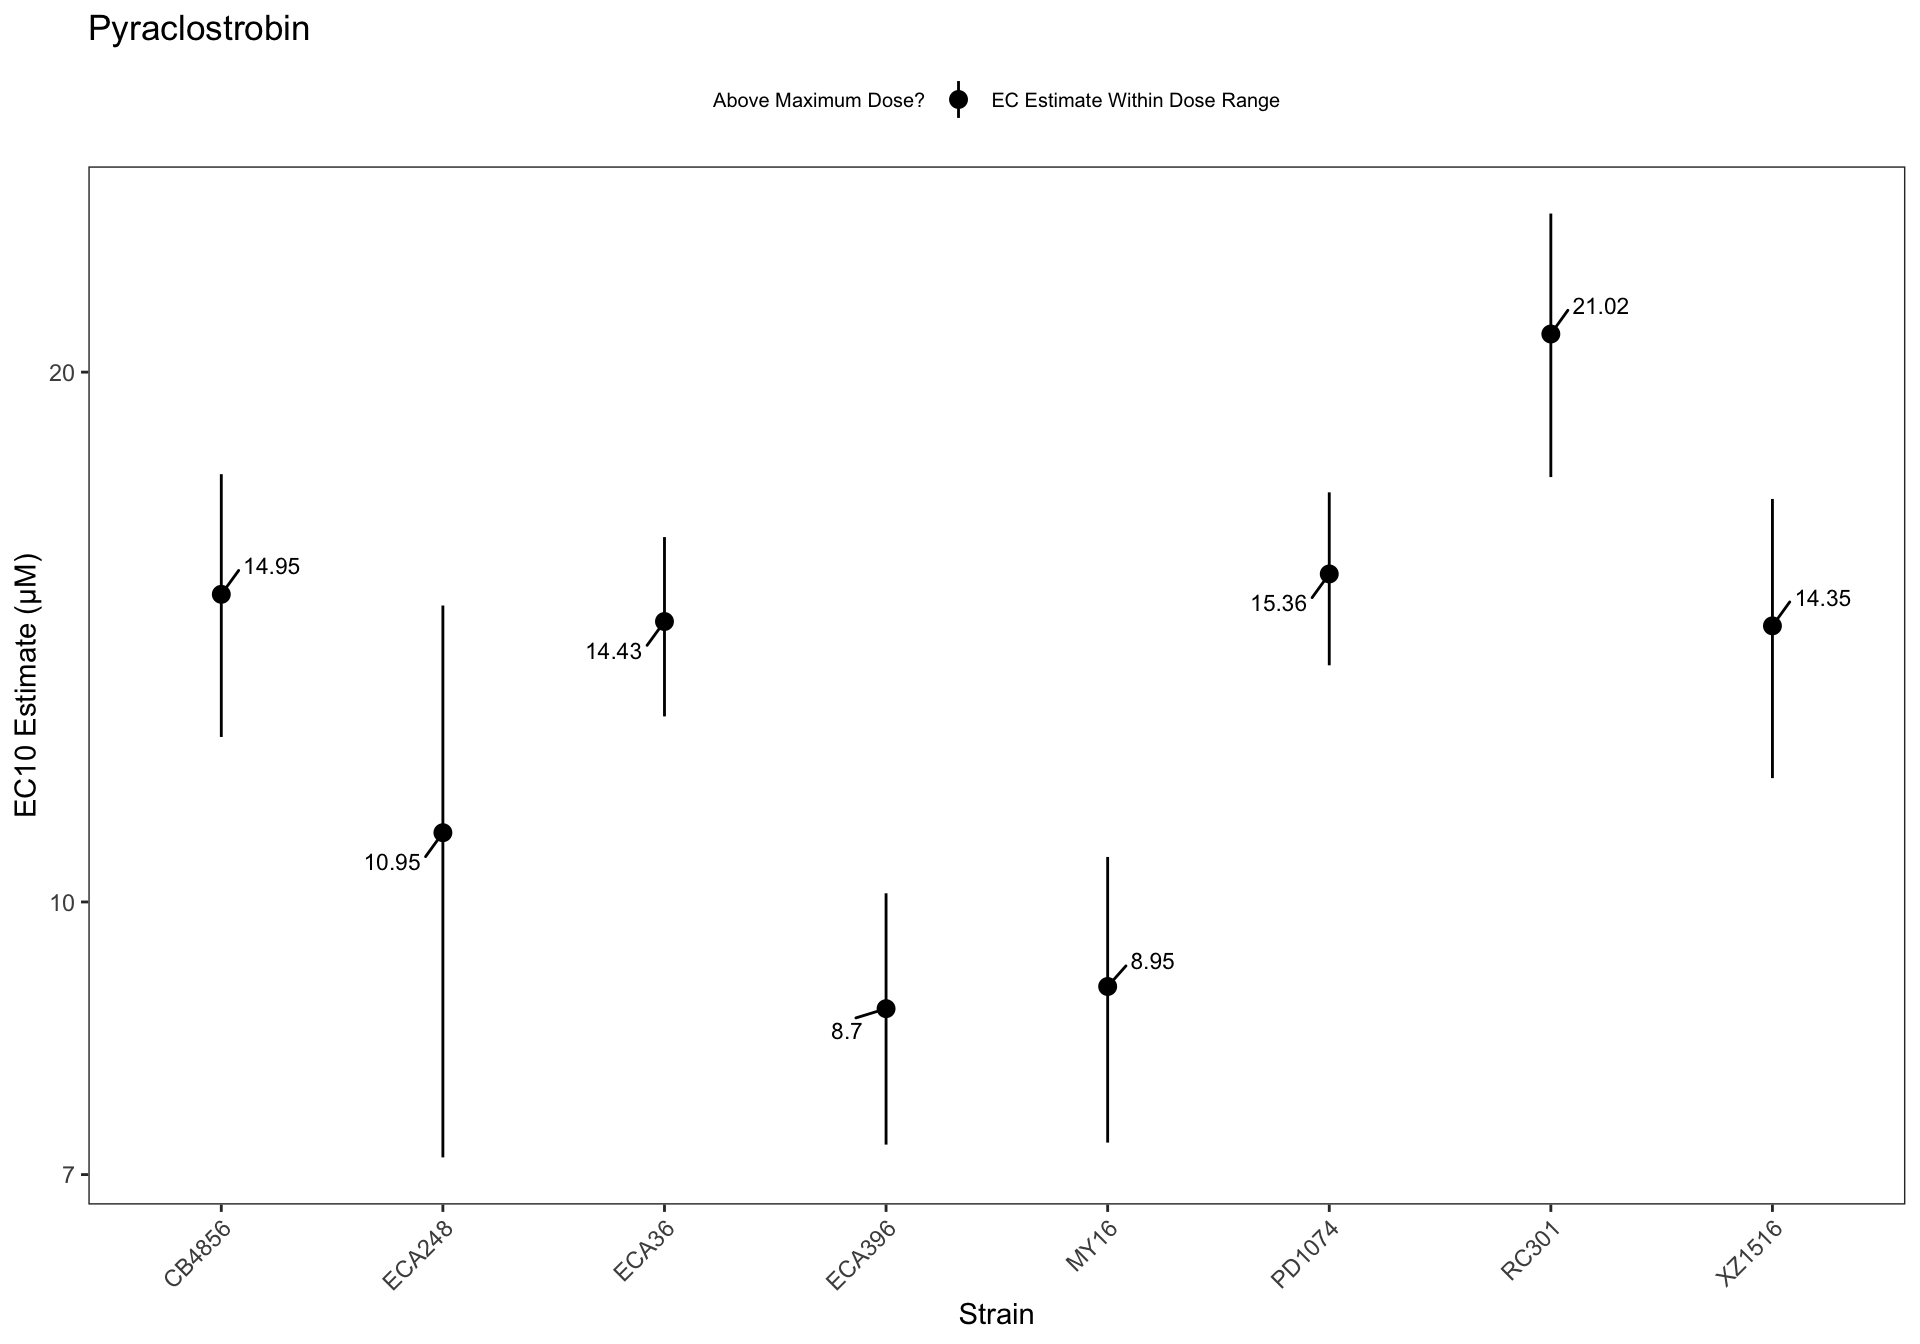 Pyraclostrobin
Above Maximum Dose? EC Estimate Within Dose Range
EC10 Estimate (µM)
20
10
7
14.95
10.95
14.43
8.7
8.95
15.36
21.02
14.35
CB4856
ECA248
ECA36
ECA396
MY16
PD1074
RC301
XZ1516
Strain